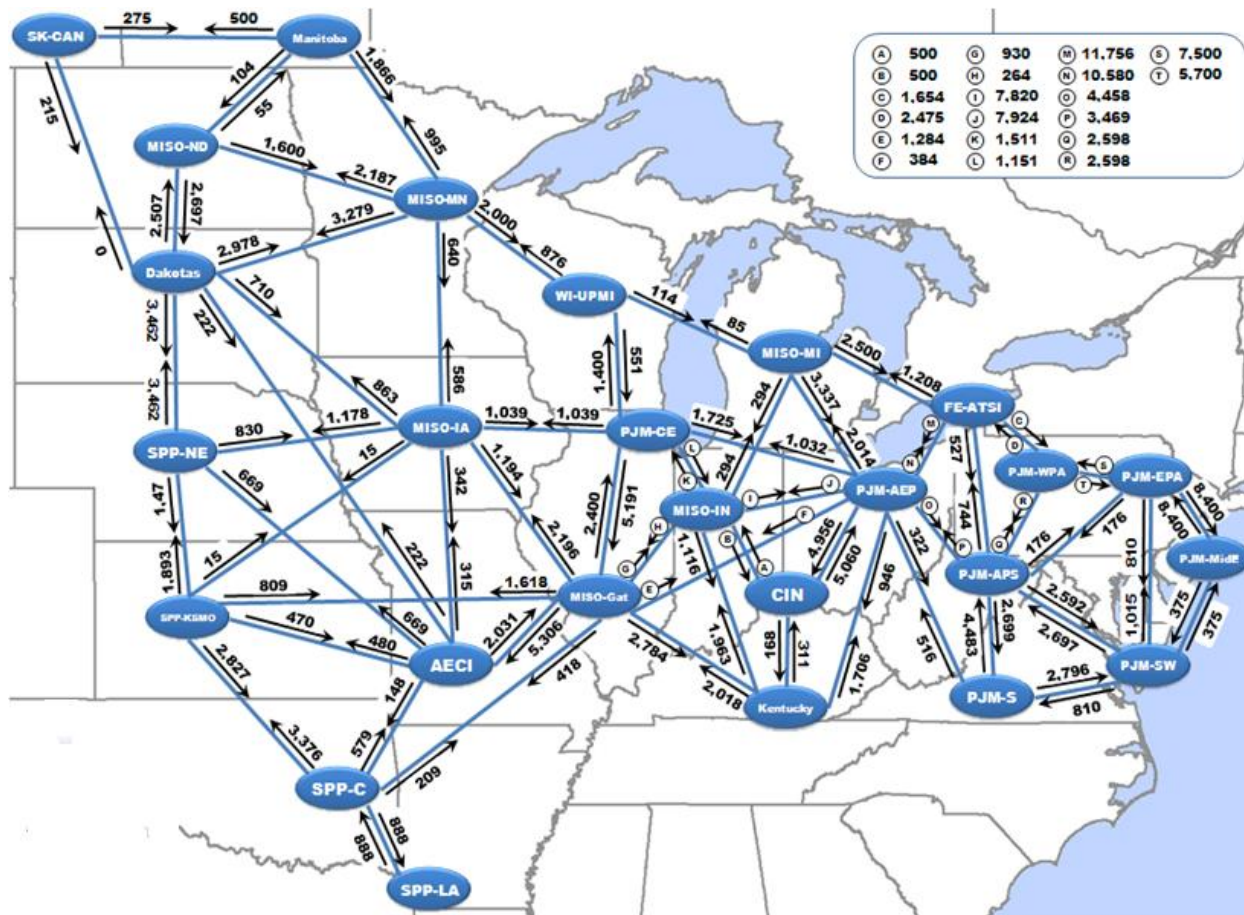 SK-CAN
275
500
Manitoba
215
104
55
1,866
995
MISO-ND
1,600
2,187
MISO-MN
2,507
2,697
3,279
2,978
0
Dakotas
2,000
876
WI-UPMI
640
710
222
3,462
3,462
114
85
MISO-MI
2,500
1,208
FE-ATSI
1,400
551
863
586
294
3,337
2,014
SPP-NE
830
1,178
MISO-IA
1,039
1,039
PJM-CE
1,725
1,032
M
N
C
D
PJM-WPA
S
T
PJM-EPA
8,400
8,400
15
669
1,47
1,893
342
1,194
2,400
5,191
L
K
294
MISO-IN
I
J
PJM-AEP
527
744
O
P
R
Q
F
H
G
B
A
1,116
2,196
15
222
315
4,956
5,060
322
946
PJM-APS
176
176
810
PJM-MidE
SPP-KSMO
809
1,618
MISO-Gat
E
CIN
2,592
2,697
1,015
375
375
470
480
669
AECI
2,031
5,306
418
2,784
1,963
168
311
1,706
516
4,483
2,699
PJM-SW
2,827
148
2,018
Kentucky
PJM-S
2,796
810
3,376
579
209
SPP-C
888
888
SPP-LA
A 500 G 930 M 11,756 S 7,500
B 500 H 264 N 10.580 T 5,700
C 1,654 I 7,820 O 4,458
D 2,475 J 7,924 P 3,469
E 1,284 K 1,511 Q 2,598
F 384 L 1,151 R 2,598